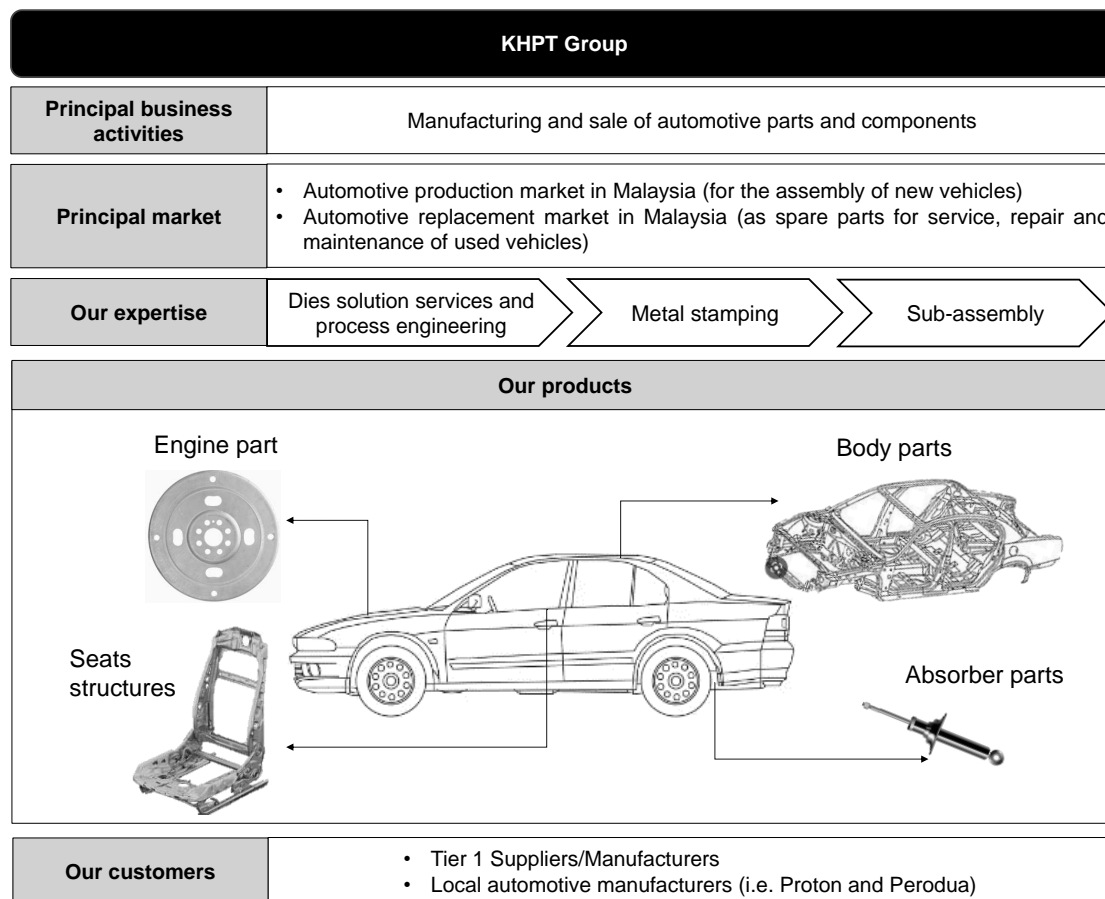 KHPT Group
Principal business
activities
Manufacturing and sale of automotive parts and components
Principal market
• Automotive production market in Malaysia (for the assembly of new vehicles)
• Automotive replacement market in Malaysia (as spare parts for service, repair and
maintenance of used vehicles)
Our expertise
Dies solution services and
process engineering
Metal stamping
Sub-assembly
Our products
Engine part
Body parts
Seats
structures
Absorber parts
Our customers
• Tier 1 Suppliers/Manufacturers
• Local automotive manufacturers (i.e. Proton and Perodua)